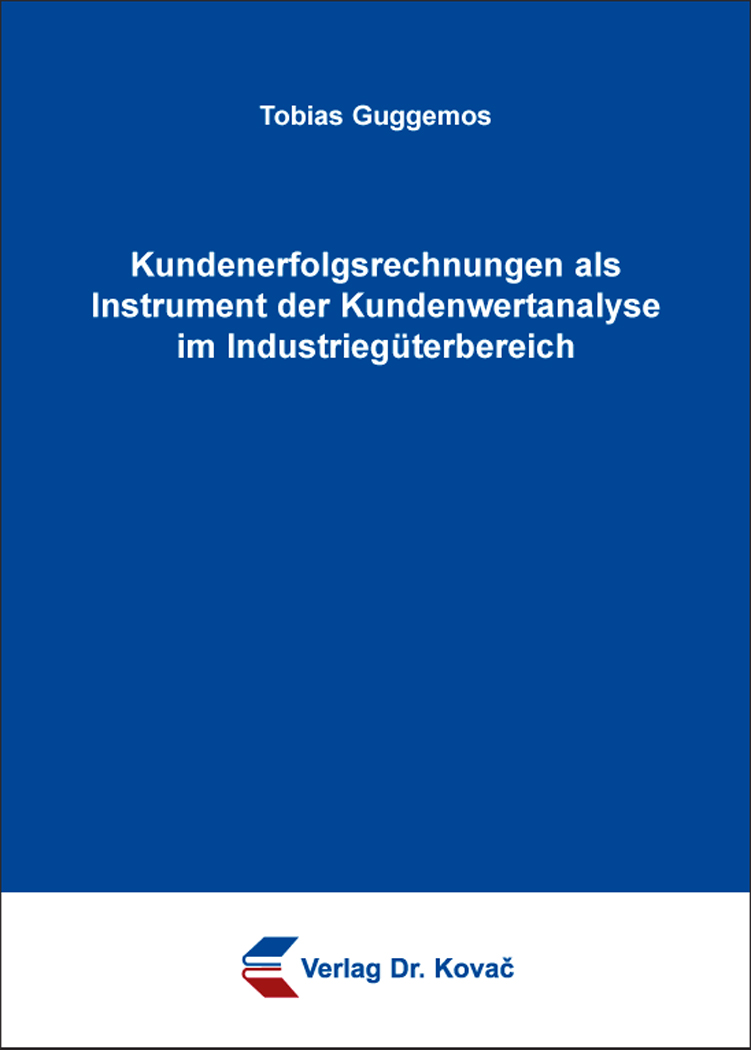 Tobias Guggemos
Kundenerfolgsrechnungen als
Instrument der Kundenwertanalyse
im Industriegüterbereich
Verlag Dr. Kovač